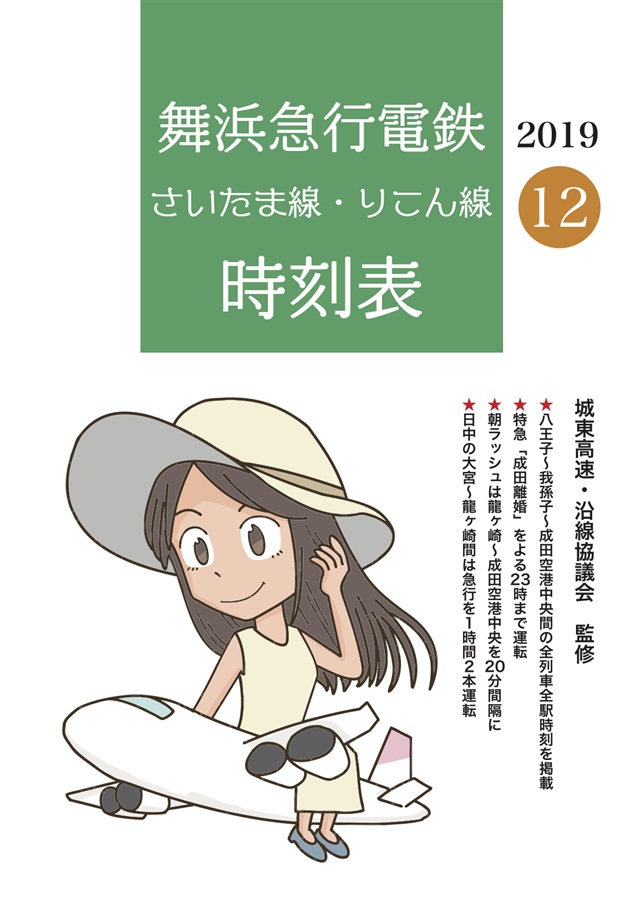 舞浜急行電鉄
さいたま線・りこん線
時刻表
2019
12
城東高速・沿線協議会 監修
★八王子~我孫子~成田空港中央間の全列車全駅時刻を掲載
★特急「成田離婚」をよる23時まで運転
★朝ラッシュは龍ヶ崎~成田空港中央を20分間隔に
★日中の大宮~龍ヶ崎間は急行を1時間2本運転